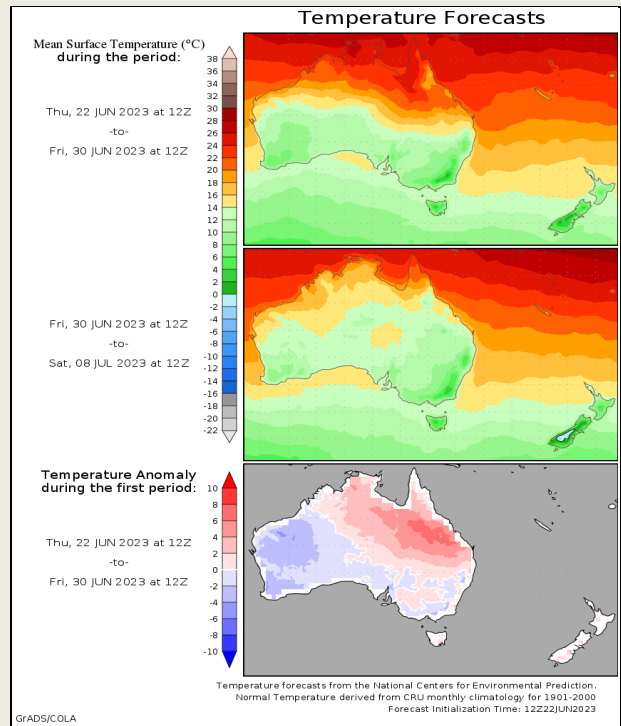 Temperature Forecasts
Mean Surface Temperature (°C)
during the period:
Thu, 22 JUN 2023 at 12Z
-to-
Fri, 30 JUN 2023 at 12Z
38
36
34
32
30
28
26
24
22
20
18
16
14
12
10
8
6
4
2
0
-2
-4
-6
-8
-10
-12
-14
-16
-18
-20
-22
Fri, 30 JUN 2023 at 12Z
-to-
Sat, 08 JUL 2023 at 12Z
Temperature Anomaly
during the first period:
Thu, 22 JUN 2023 at 12Z
-to-
Fri, 30 JUN 2023 at 12Z
10
8
6
4
2
0
-2
-4
-6
-8
-10
Temperature forecasts from the National Centers for Environmental Prediction.
Normal Temperature derived from CRU monthly climatology for 1901-2000
Forecast Initialization Time: 12Z22JUN2023
GrADS/COLA